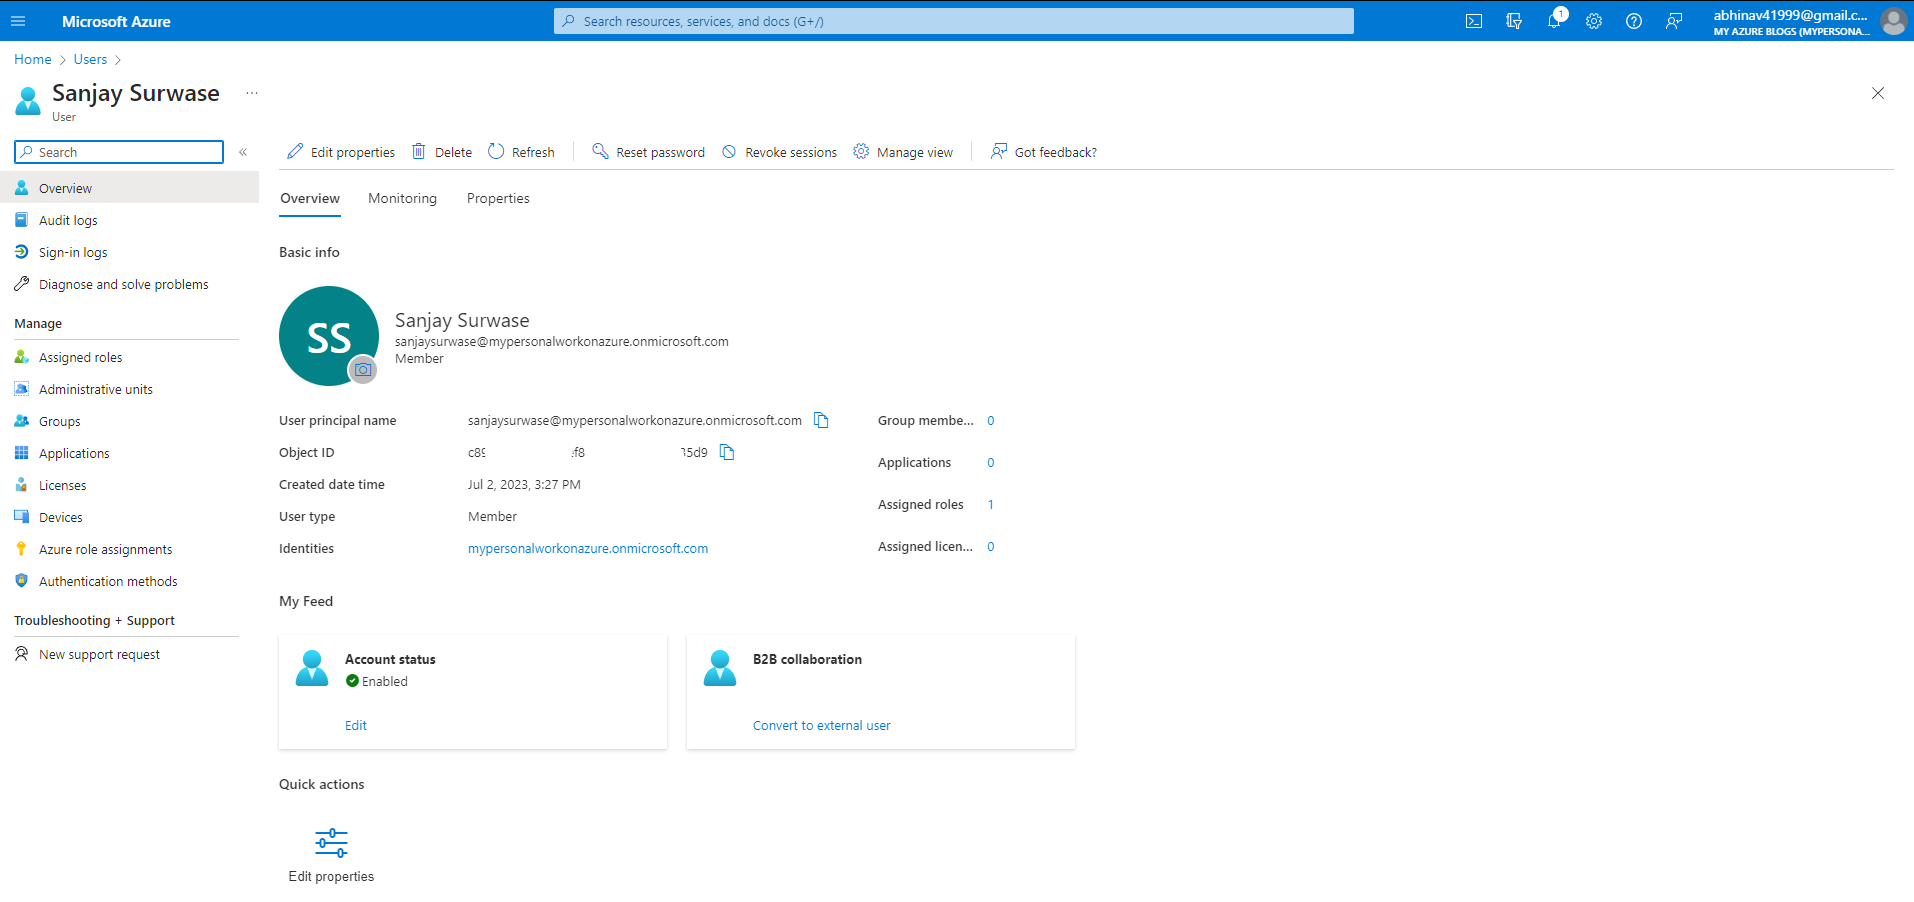 Microsoft Azure
Search resources, services, and docs (G+/)
1
abhinav41999@gmail.c...
MY AZURE BLOGS (MYPERSONA...
Home > Users >
Sanjay Surwase ...
User
Search «
Overview
Audit logs
Sign-in logs
Diagnose and solve problems
Manage
Assigned roles
Administrative units
Groups
Applications
Licenses
Devices
Azure role assignments
Authentication methods
Troubleshooting + Support
New support request
Edit properties Delete Refresh Reset password Revoke sessions Manage view Got feedback?
Overview Monitoring Properties
Basic info
SS
Sanjay Surwase
sanjaysurwase@mypersonalworkonazure.onmicrosoft.com
Member
User principal name sanjaysurwase@mypersonalworkonazure.onmicrosoft.com
Object ID c89 f8 35d9
Created date time Jul 2, 2023, 3:27 PM
User type Member
Identities mypersonalworkonazure.onmicrosoft.com
Group membe... 0
Applications 0
Assigned roles 1
Assigned licen... 0
My Feed
Account status
Enabled
Edit
B2B collaboration
Convert to external user
Quick actions
Edit properties